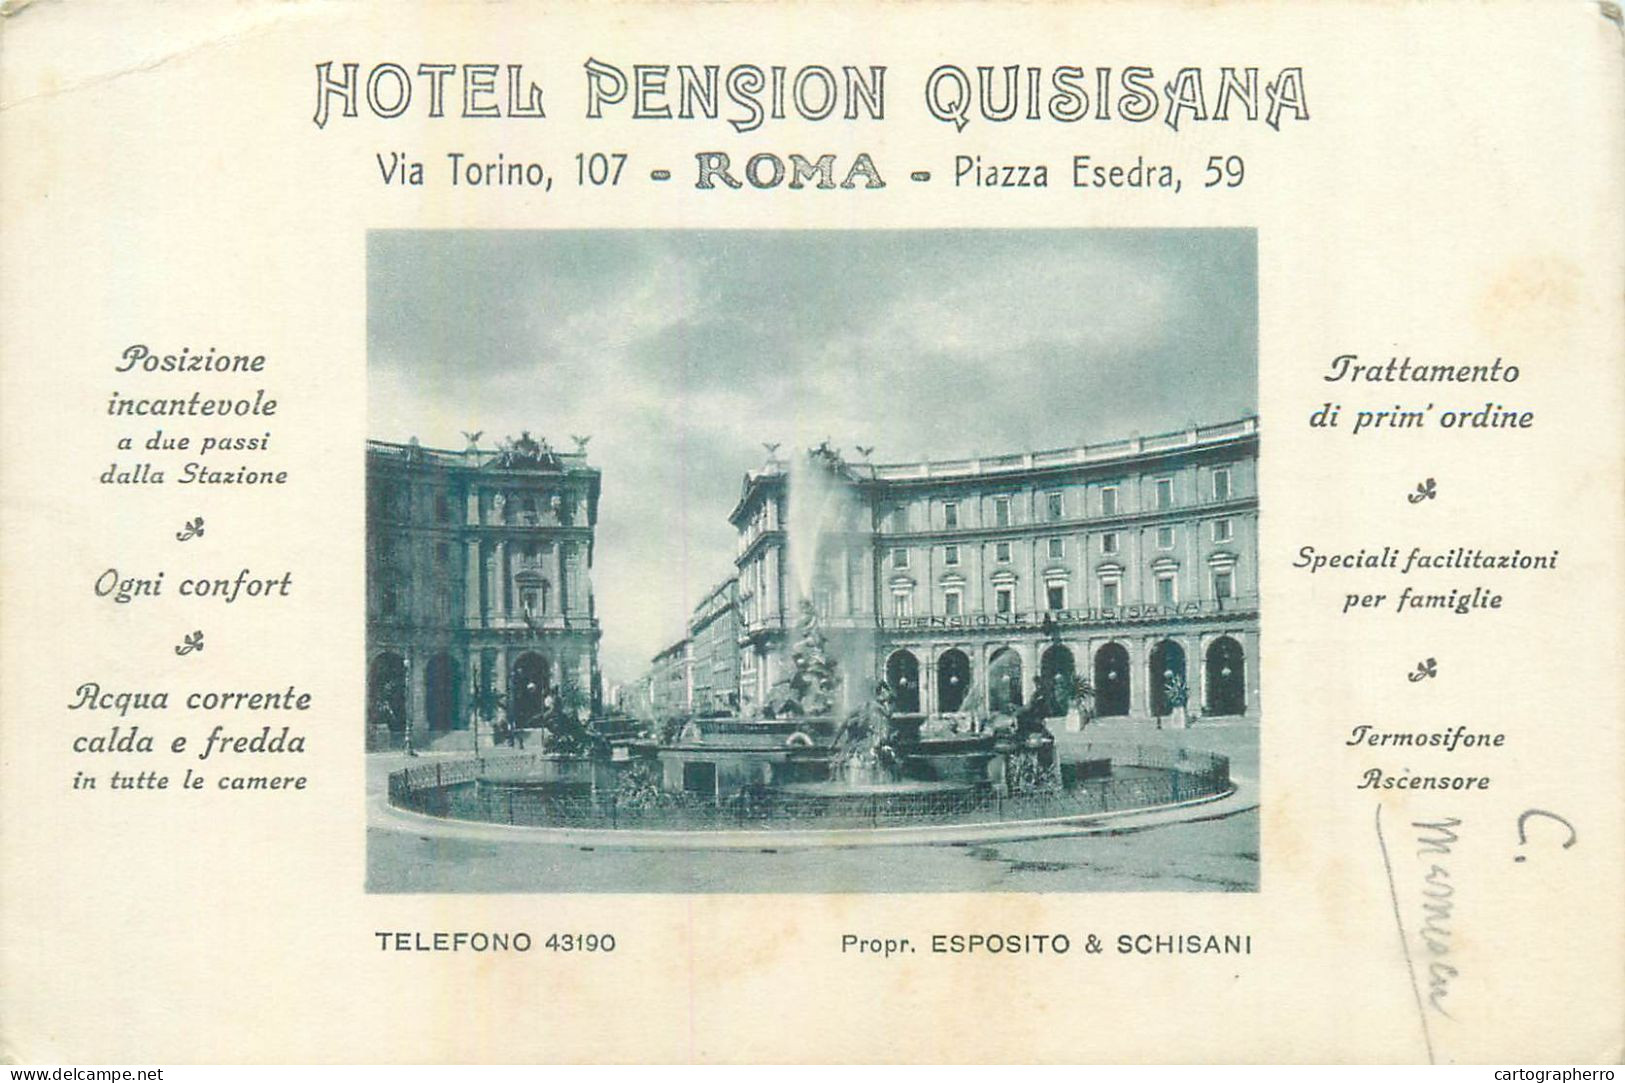 HOTEL PENSION QUISISANA
Via Torino, 107 - ROMA - Piazza Esedra, 59
Posizione
incantevole
a due passi
dalla Stazione
Ogni confort
Acqua corrente
calda e fredda
in tutte le camere
PENSIONE QUISISANA
Trattamento
di prim' ordine
Speciali facilitazioni
per famiglie
Termosifone
Ascensore
C.
TELEFONO 43190
Propr. ESPOSITO & SCHISANI
delcampe.net
cartographerro